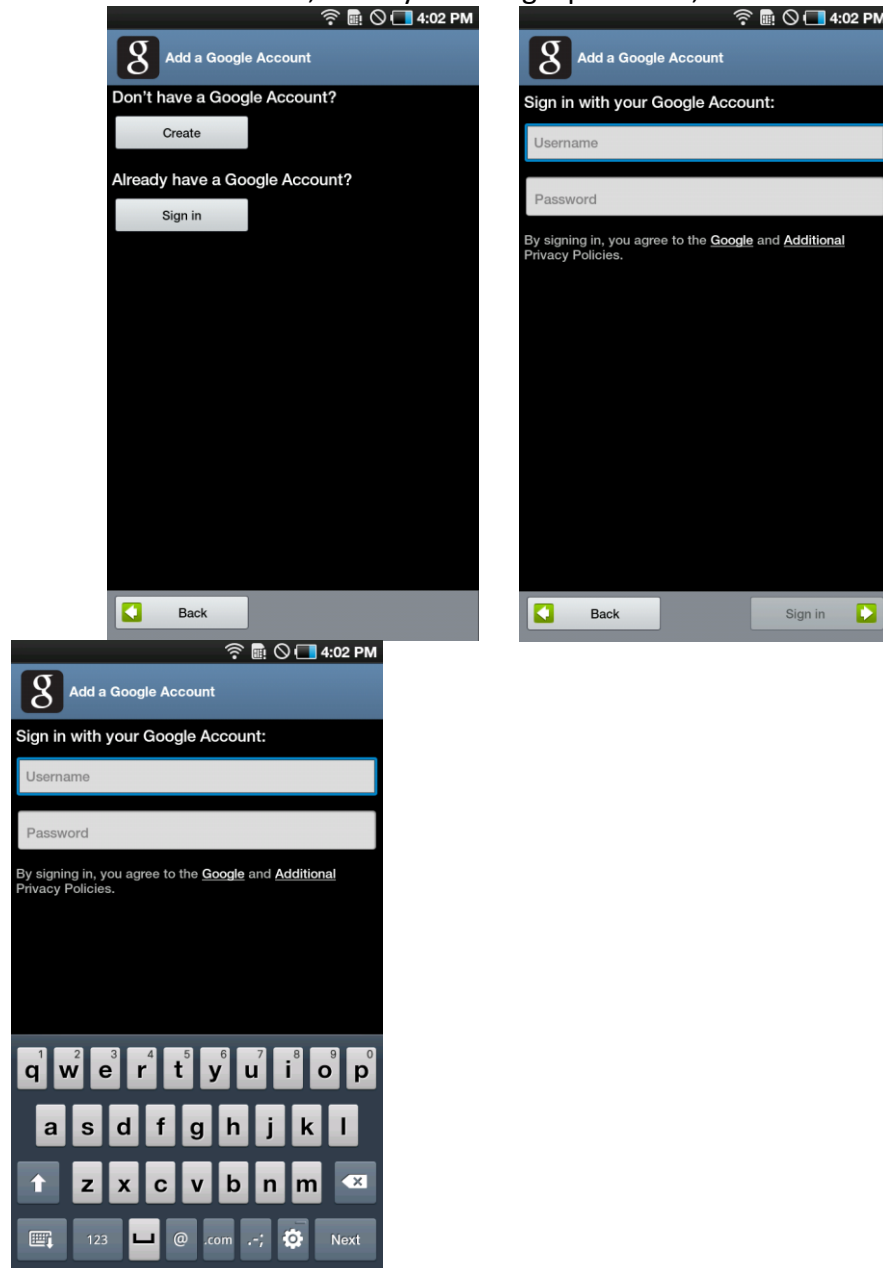 4:02 PM
g Add a Google Account
Don't have a Google Account?
Create
Already have a Google Account?
Sign in
Back
4:02 PM
g Add a Google Account
Sign in with your Google Account:
Username
Password
By signing in, you agree to the Google and Additional
Privacy Policies.
Back Sign in
4:02 PM
g Add a Google Account
Sign in with your Google Account:
Username
Password
By signing in, you agree to the Google and Additional
Privacy Policies.
1 2 3 4 5 6 7 8 9 0
q w e r t y u i o p
a s d f g h j k l
z x c v b n m
123 @ .com .-; Next